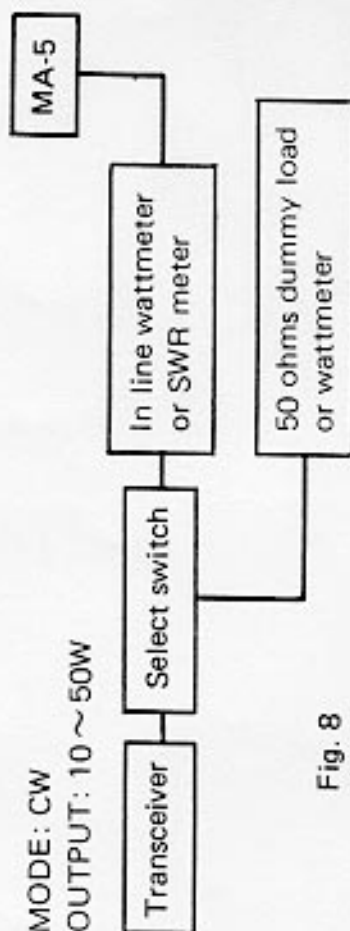 MODE: CW
OUTPUT: 10 ~ 50W
MA-5
Transceiver
Select switch
In line wattmeter
or SWR meter
50 ohms dummy load
or wattmeter
Fig. 8